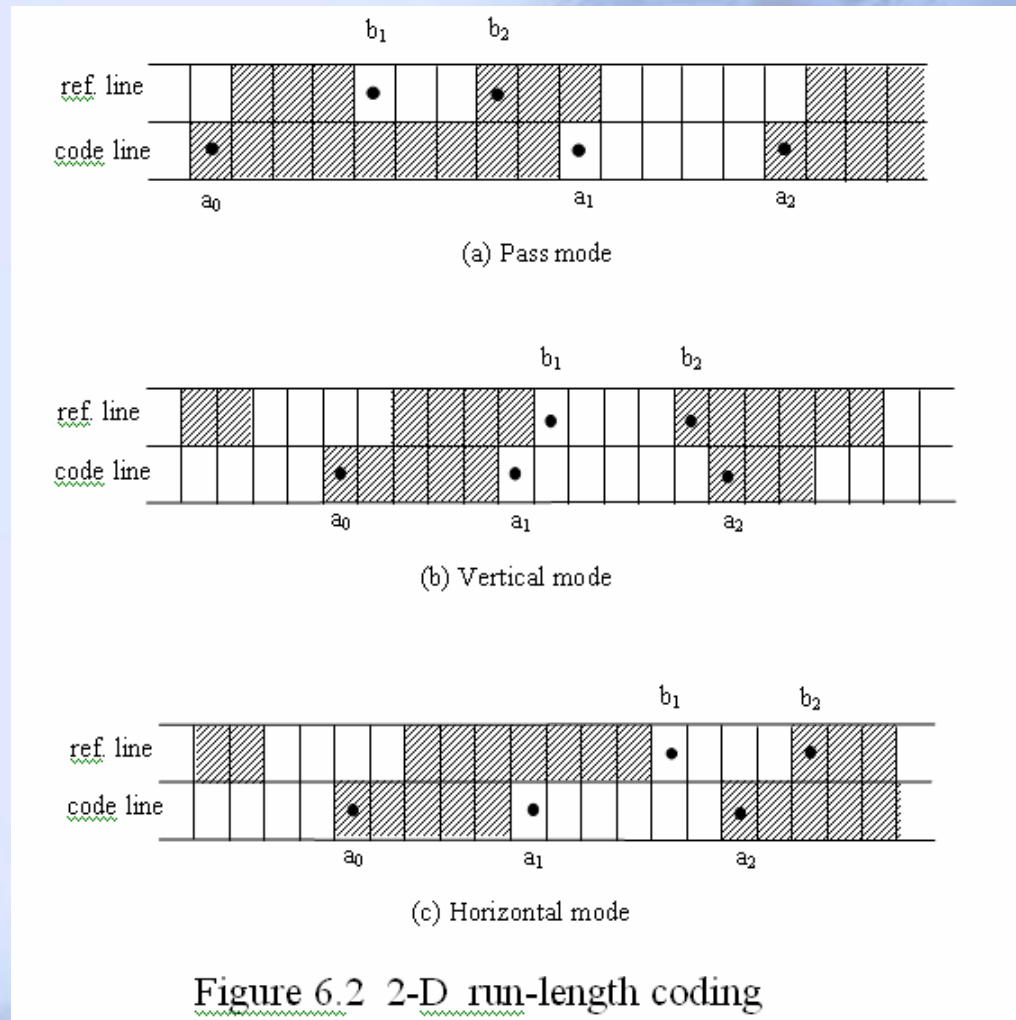 b₁ b₂
ref. line
code line
a₀ a₁ a₂
(a) Pass mode
b₁ b₂
ref. line
code line
a₀ a₁ a₂
(b) Vertical mode
b₁ b₂
ref. line
code line
a₀ a₁ a₂
(c) Horizontal mode
Figure 6.2 2-D run-length coding